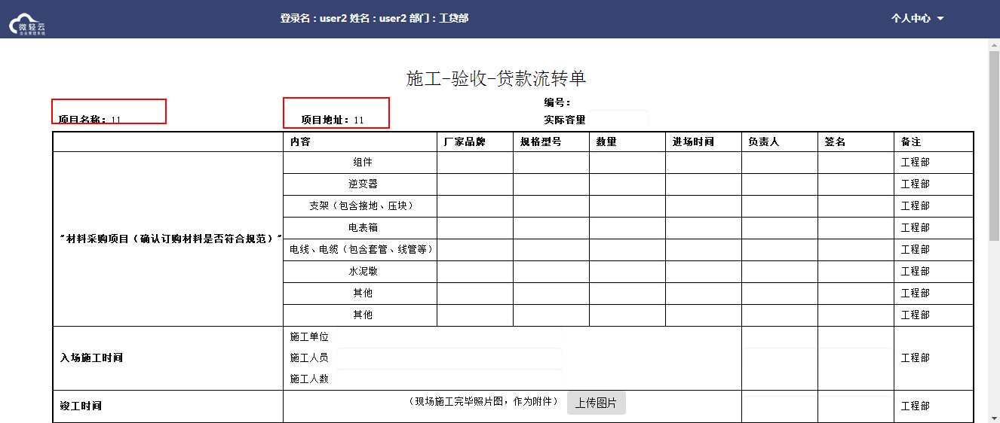 微轻云
企业管理系统
登录名：user2 姓名：user2 部门：工贷部
个人中心
施工-验收-贷款流转单
编号：
项目名称：11 项目地址：11 实际容量
内容 厂家品牌 规格型号 数量 进场时间 负责人 签名 备注
组件 工程部
逆变器 工程部
支架（包含接地、压块） 工程部
电表箱 工程部
"材料采购项目（确认订购材料是否符合规范）"
电线、电缆（包含套管、线管等） 工程部
水泥墩 工程部
其他 工程部
其他 工程部
施工单位
入场施工时间 施工人员 工程部
施工人数
竣工时间 （现场施工完毕照片图，作为附件） 上传图片 工程部